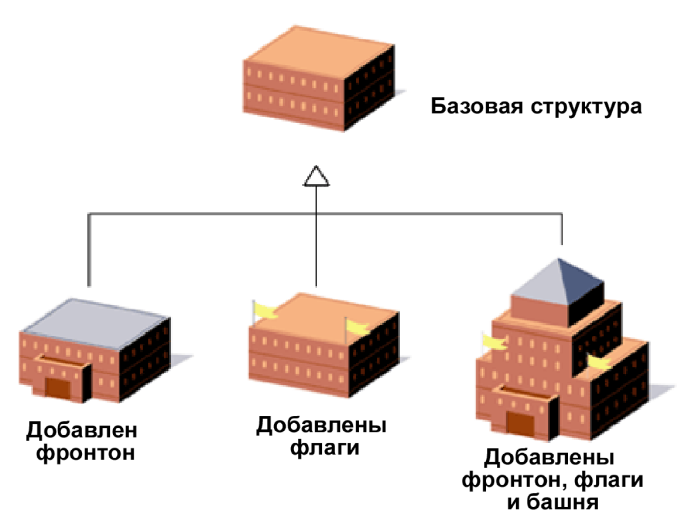 Базовая структура
Добавлен
фронтон
Добавлены
флаги
Добавлены
фронтон, флаги
и башня